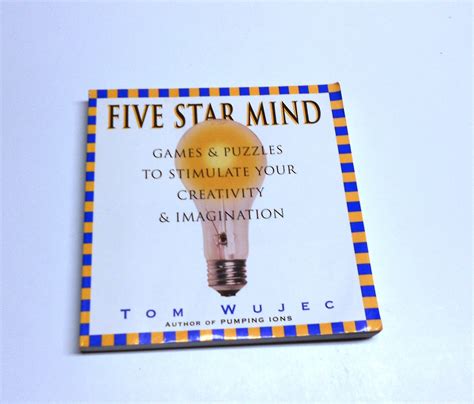 FIVE STAR MIND
GAMES & PUZZLES
TO STIMULATE YOUR
CREATIVITY
& IMAGINATION
TOM WUJEC
AUTHOR OF PUMPING IONS